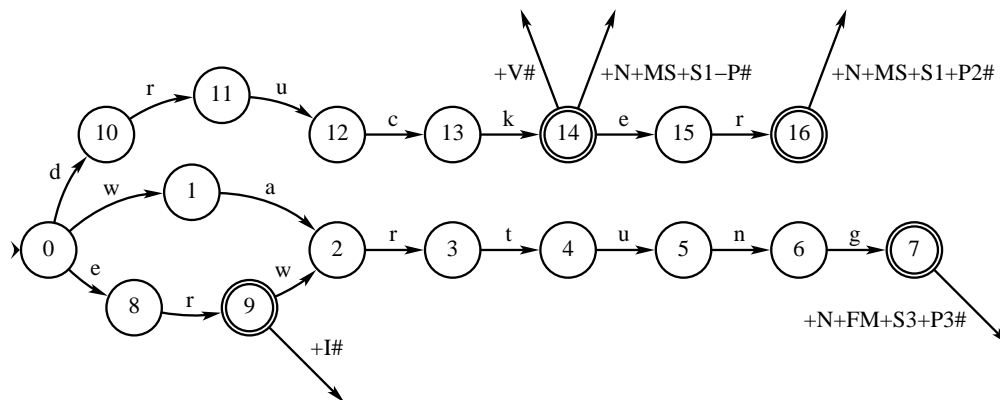 +V#
+N+MS+S1−P#
+N+MS+S1+P2#
r
11
u
10
12
c
13
k
14
e
15
r
16
d
w
1
a
0
2
r
3
t
4
u
5
n
6
g
7
e
8
r
9
w
+I#
+N+FM+S3+P3#